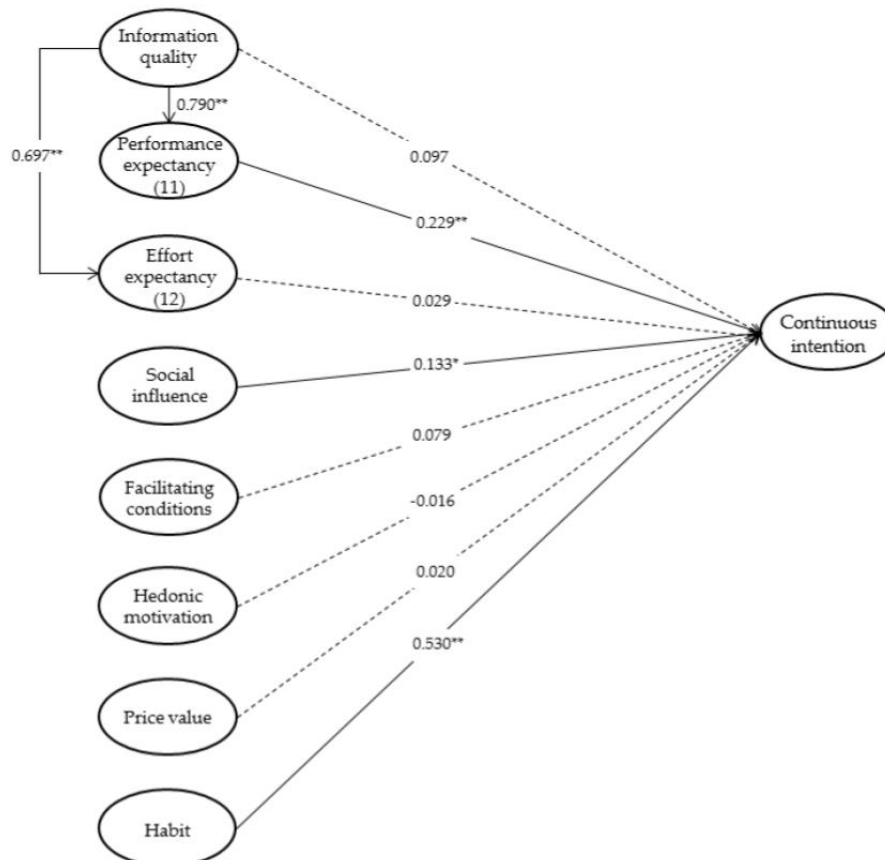 Information
quality
0.790**
Performance
expectancy
(11)
0.697**
0.097
0.229**
Effort
expectancy
(12)
0.029
Continuous
intention
Social
influence
0.133*
0.079
Facilitating
conditions
-0.016
Hedonic
motivation
0.020
0.530**
Price value
Habit